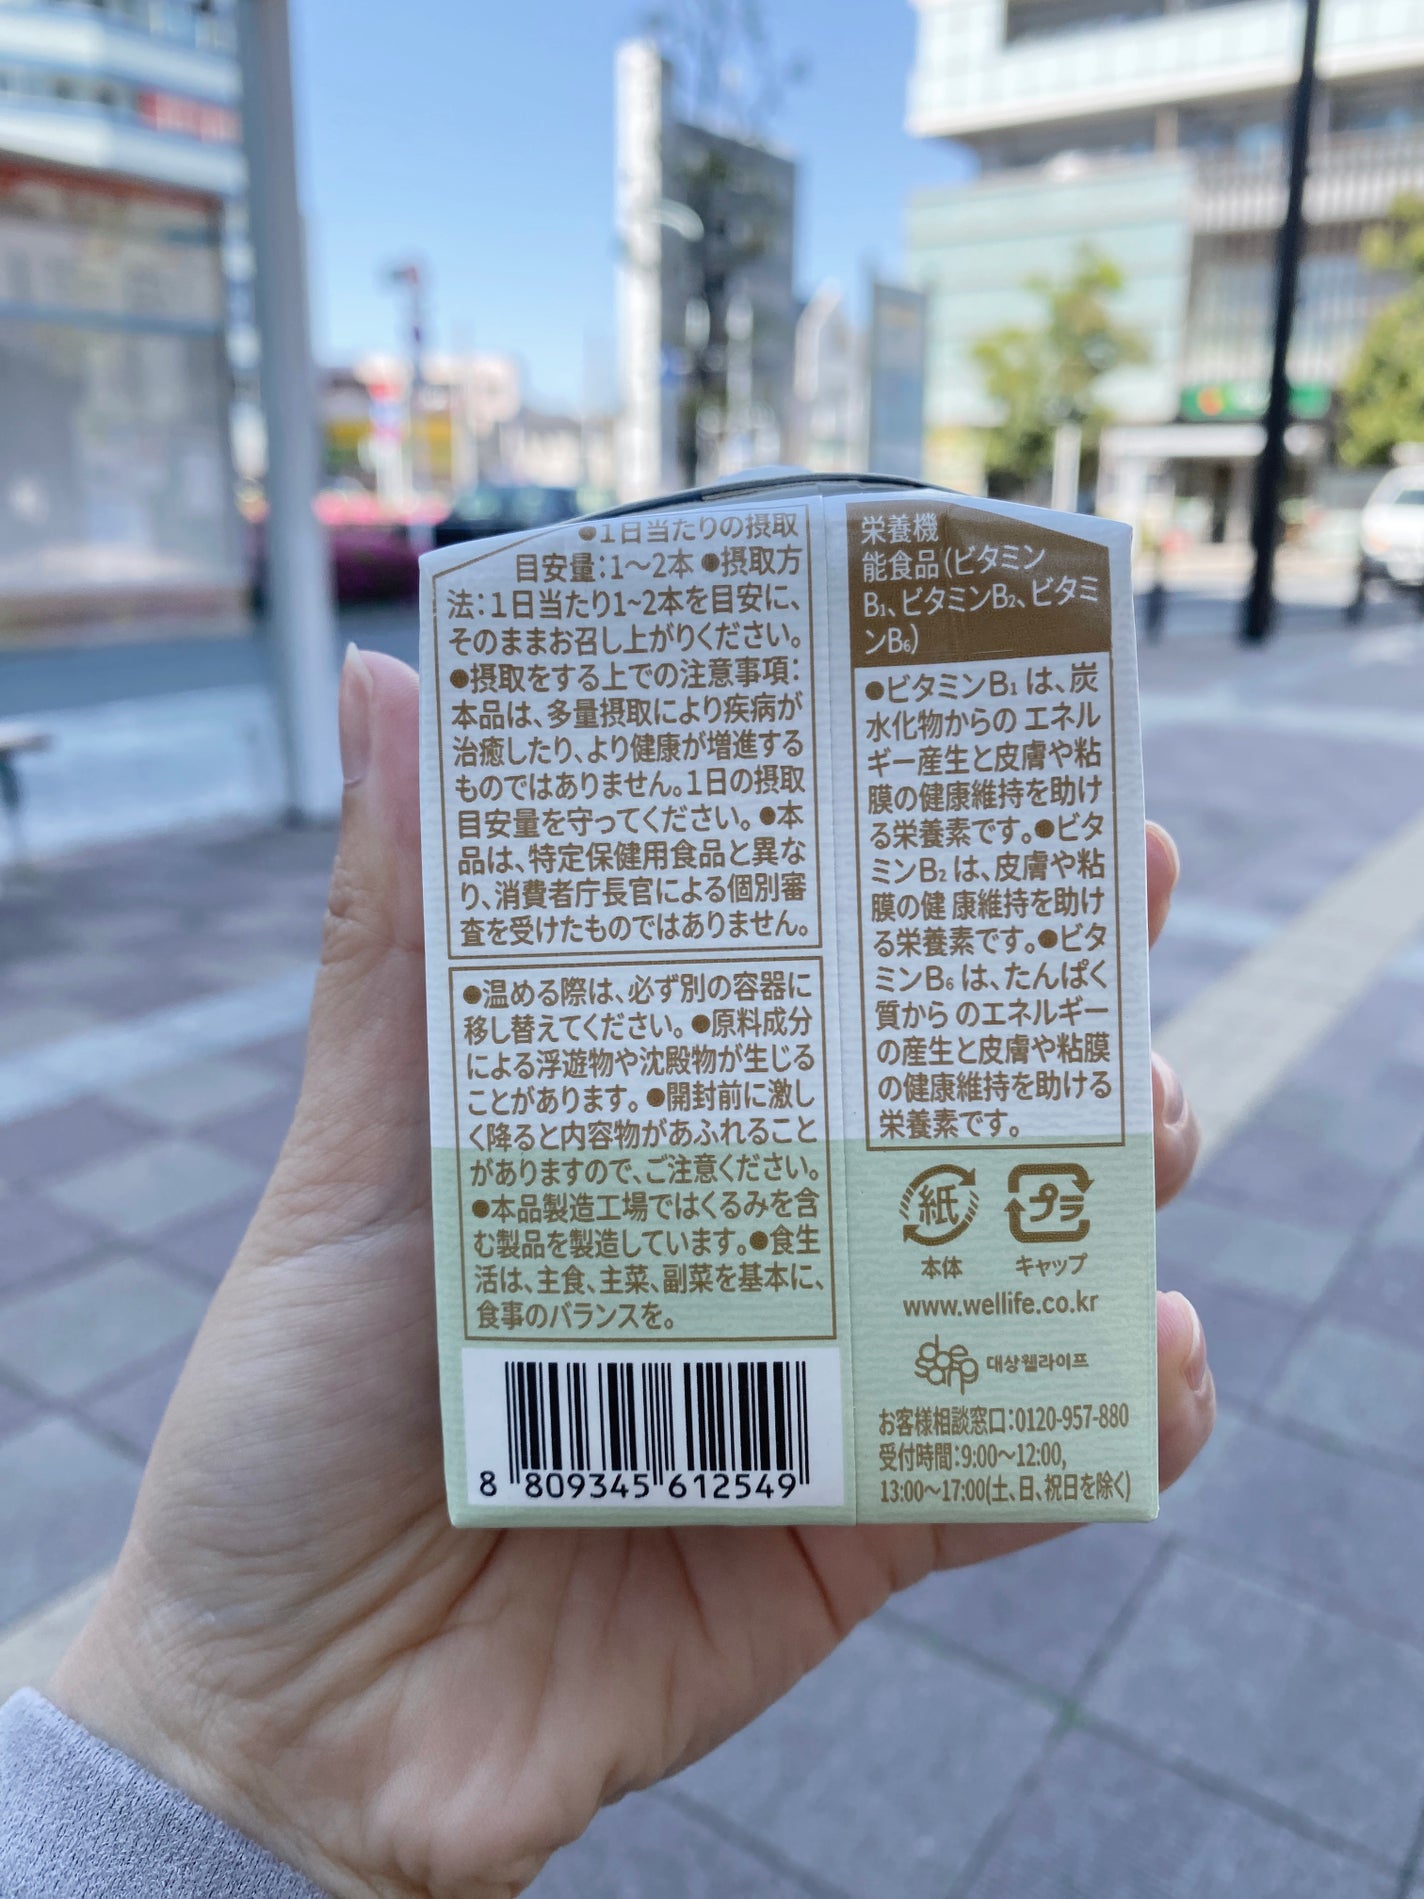 ●1日当たりの摂取
目安量：1～2本 ●摂取方
法：1日当たり1~2本を目安に、
そのままお召し上がりください。
●摂取をする上での注意事項：
本品は、多量摂取により疾病が
治癒したり、より健康が増進する
ものではありません。1日の摂取
目安量を守ってください。●本
品は、特定保健用食品と異な
り、消費者庁長官による個別審
査を受けたものではありません。
●温める際は、必ず別の容器に
移し替えてください。●原料成分
による浮遊物や沈殿物が生じる
ことがあります。●開封前に激し
く降ると内容物があふれること
がありますので、ご注意ください。
●本品製造工場ではくるみを含
む製品を製造しています。●食生
活は、主食、主菜、副菜を基本に、
食事のバランスを。
8 809345 612549
栄養機
能食品（ビタミン
B₁、ビタミンB₂、ビタミ
ンB₆）
●ビタミンB₁ は、炭
水化物からの エネル
ギー産生と皮膚や粘
膜の健康維持を助け
る栄養素です。●ビタ
ミンB₂ は、皮膚や粘
膜の健 康維持を助け
る栄養素です。●ビタ
ミンB₆ は、たんぱく
質から のエネルギー
の産生と皮膚や粘膜
の健康維持を助ける
栄養素です。
紙 プラ
本体 キャップ
www.wellife.co.kr
daesang 대상웰라이프
お客様相談窓口：0120-957-880
受付時間：9:00～12:00,
13:00～17:00(土、日、祝日を除く)